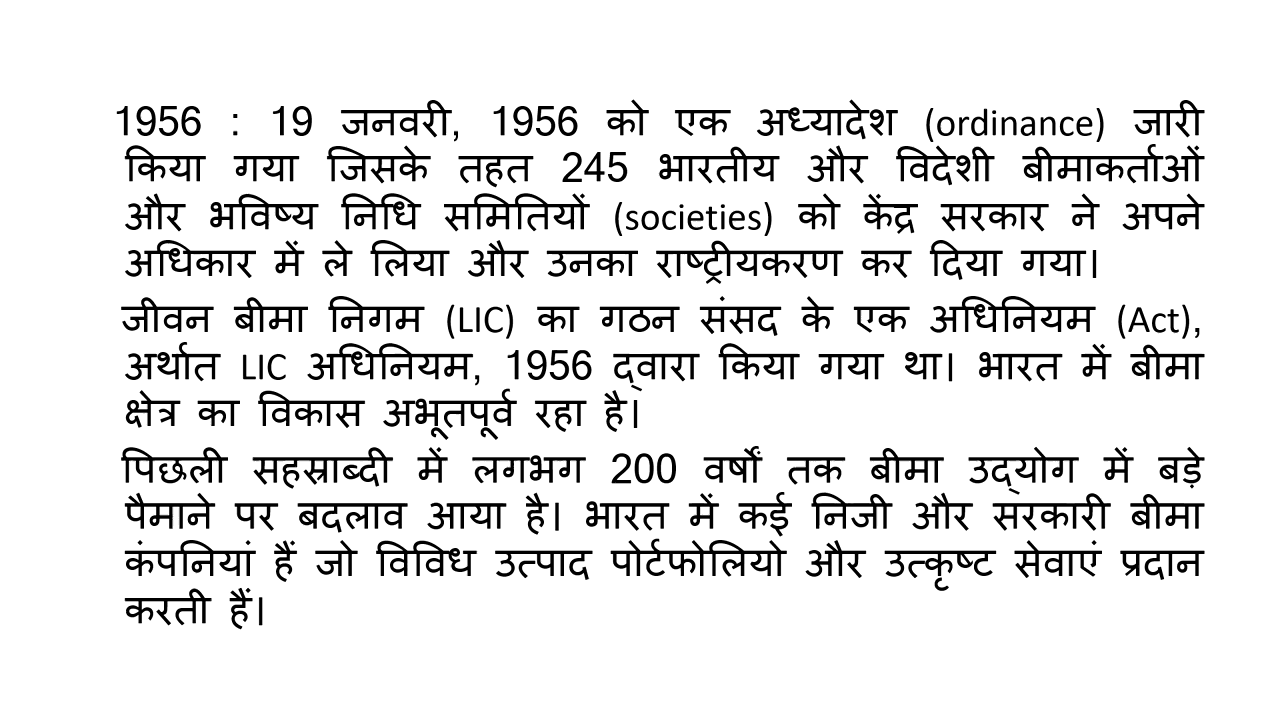 1956 : 19 जनवरी, 1956 को एक अध्यादेश (ordinance) जारी
किया गया जिसके तहत 245 भारतीय और विदेशी बीमाकर्ताओं
और भविष्य निधि समितियों (societies) को केंद्र सरकार ने अपने
अधिकार में ले लिया और उनका राष्ट्रीयकरण कर दिया गया।
जीवन बीमा निगम (LIC) का गठन संसद के एक अधिनियम (Act),
अर्थात LIC अधिनियम, 1956 द्वारा किया गया था। भारत में बीमा
क्षेत्र का विकास अभूतपूर्व रहा है।
पिछली सहस्राब्दी में लगभग 200 वर्षों तक बीमा उद्योग में बड़े
पैमाने पर बदलाव आया है। भारत में कई निजी और सरकारी बीमा
कंपनियां हैं जो विविध उत्पाद पोर्टफोलियो और उत्कृष्ट सेवाएं प्रदान
करती हैं।